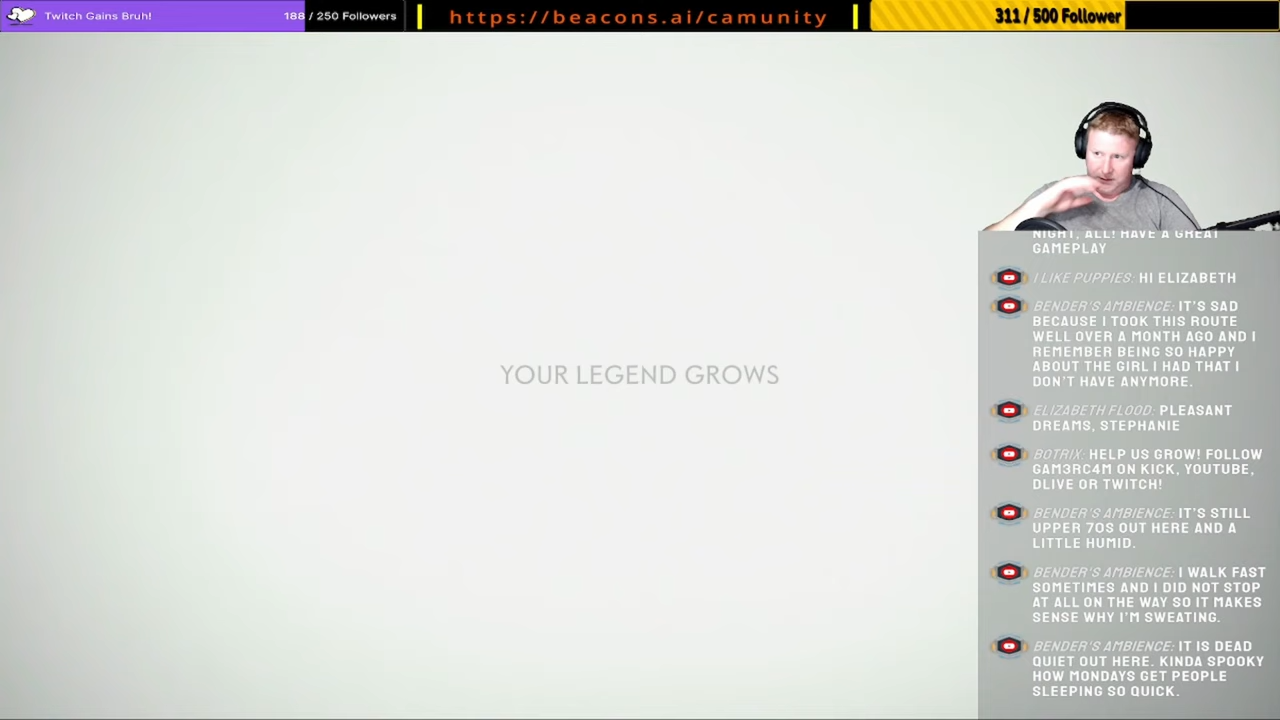 Twitch Gains Bruh!
188 / 250 Followers
https://beacons.ai/camunity
311 / 500 Follower
YOUR LEGEND GROWS
NIGHT, ALL! HAVE A GREAT
GAMEPLAY
I LIKE PUPPIES: HI ELIZABETH
BENDER'S AMBIENCE: IT'S SAD
BECAUSE I TOOK THIS ROUTE
WELL OVER A MONTH AGO AND I
REMEMBER BEING SO HAPPY
ABOUT THE GIRL I HAD THAT I
DON'T HAVE ANYMORE.
ELIZABETH FLOOD: PLEASANT
DREAMS, STEPHANIE
BOTRIX: HELP US GROW! FOLLOW
GAM3RC4M ON KICK, YOUTUBE,
DLIVE OR TWITCH!
BENDER'S AMBIENCE: IT'S STILL
UPPER 70S OUT HERE AND A
LITTLE HUMID.
BENDER'S AMBIENCE: I WALK FAST
SOMETIMES AND I DID NOT STOP
AT ALL ON THE WAY SO IT MAKES
SENSE WHY I'M SWEATING.
BENDER'S AMBIENCE: IT IS DEAD
QUIET OUT HERE. KINDA SPOOKY
HOW MONDAYS GET PEOPLE
SLEEPING SO QUICK.